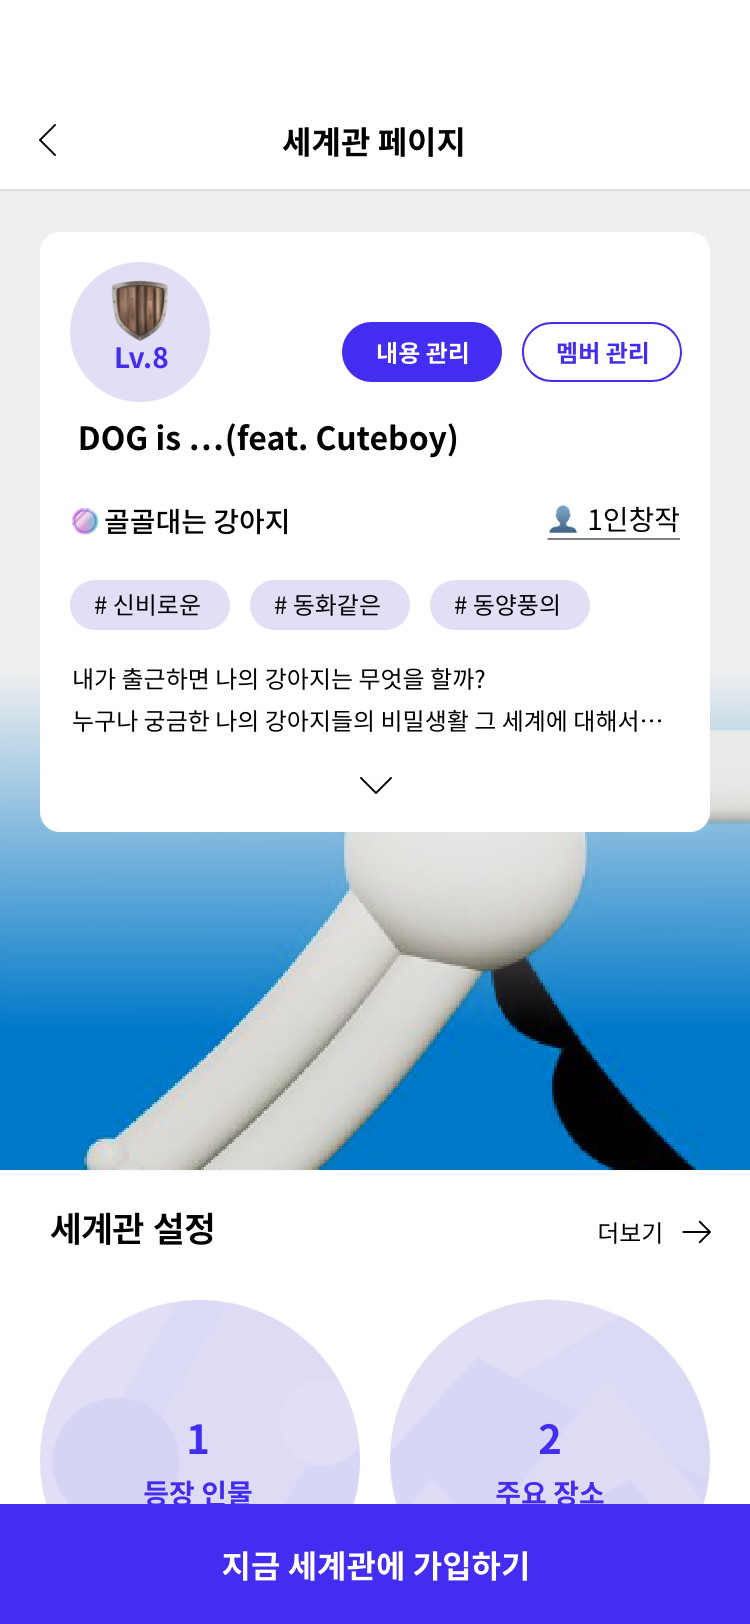 세계관 페이지
Lv.8
내용 관리
멤버 관리
DOG is ...(feat. Cuteboy)
골골대는 강아지
1인창작
# 신비로운
# 동화같은
# 동양풍의
내가 출근하면 나의 강아지는 무엇을 할까?
누구나 궁금한 나의 강아지들의 비밀생활 그 세계에 대해서…
세계관 설정
더보기
1
등장 인물
2
주요 장소
지금 세계관에 가입하기